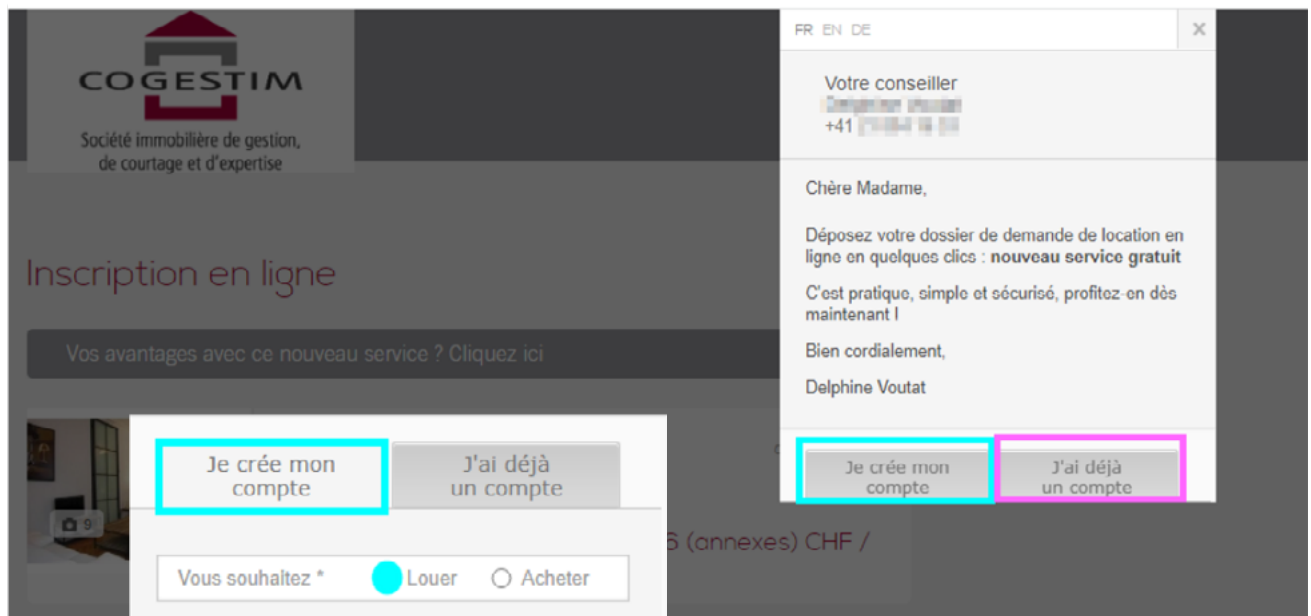 COGESTIM
Société immobilière de gestion,
de courtage et d'expertise
Inscription en ligne
Vos avantages avec ce nouveau service ? Cliquez ici
9
6 (annexes) CHF /
Je crée mon
compte
J'ai déjà
un compte
Vous souhaitez *
Louer
Acheter
FR EN DE
X
Votre conseiller
+41
Chère Madame,
Déposez votre dossier de demande de location en
ligne en quelques clics : nouveau service gratuit
C'est pratique, simple et sécurisé, profitez-en dès
maintenant !
Bien cordialement,
Delphine Voutat
Je crée mon
compte
J'ai déjà
un compte